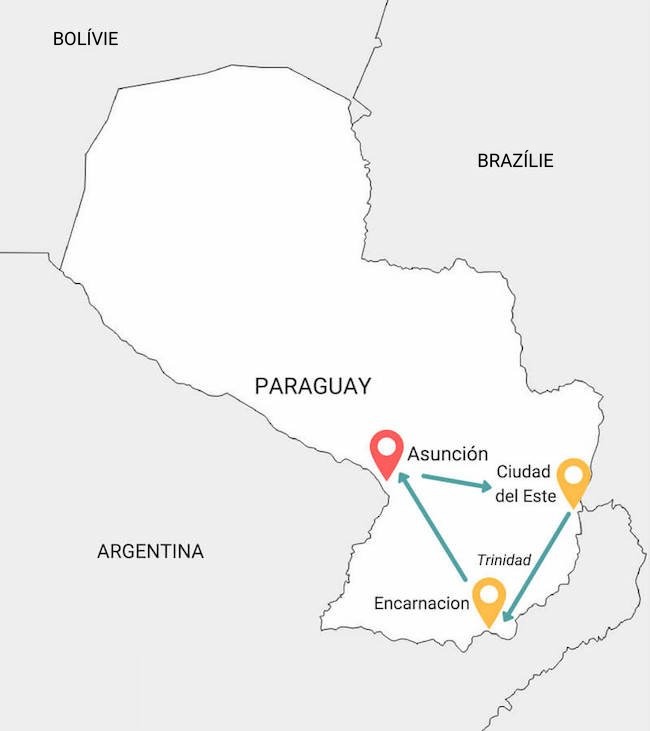 BOLÍVIE
BRAZÍLIE
PARAGUAY
Asunción
Ciudad
del Este
ARGENTINA
Trinidad
Encarnacion